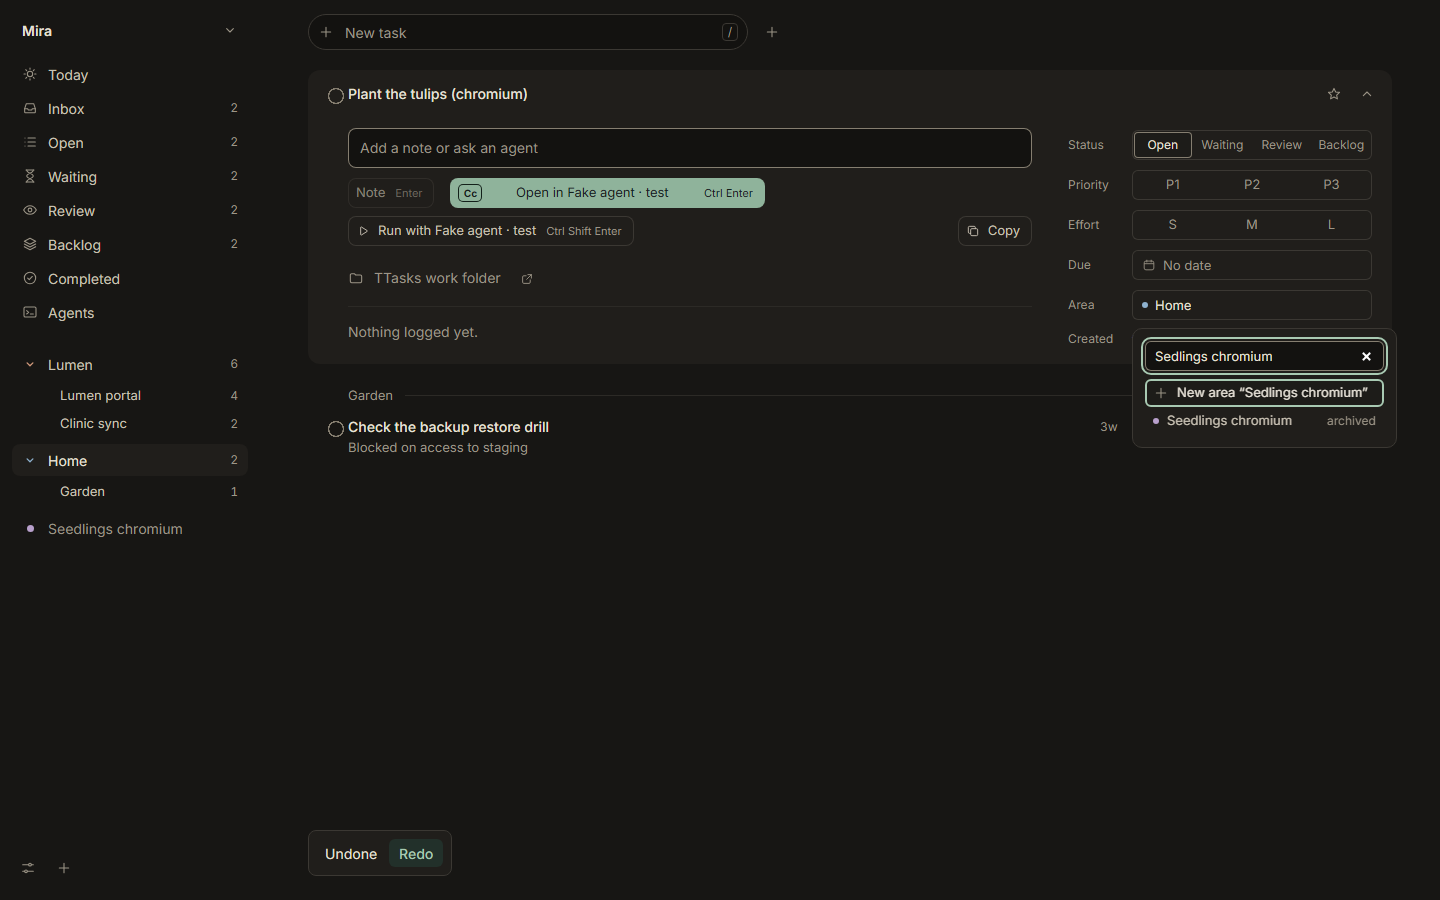 Mira
Today
Inbox 2
Open 2
Waiting 2
Review 2
Backlog 2
Completed
Agents
Lumen 6
Lumen portal 4
Clinic sync 2
Home 2
Garden 1
Seedlings chromium
New task /
Plant the tulips (chromium)
Add a note or ask an agent
Note Enter
Cc Open in Fake agent · test Ctrl Enter
Run with Fake agent · test Ctrl Shift Enter
Copy
TTasks work folder
Nothing logged yet.
Status Open Waiting Review Backlog
Priority P1 P2 P3
Effort S M L
Due No date
Area Home
Created
Sedlings chromium
New area “Sedlings chromium”
Seedlings chromium archived
Garden
Check the backup restore drill 3w
Blocked on access to staging
Undone Redo